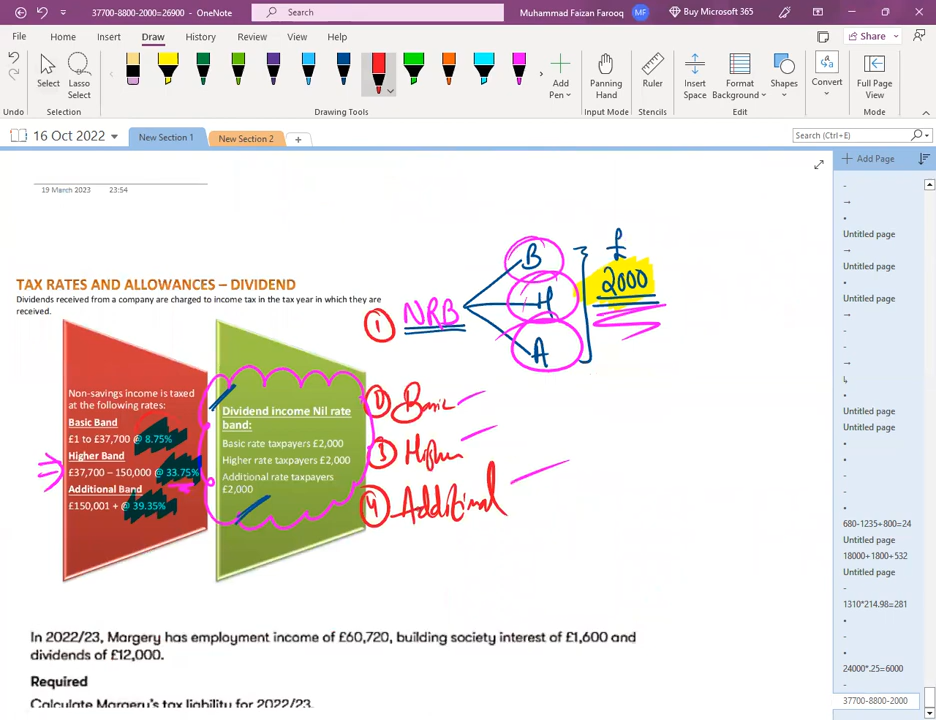 37700-8800-2000=26900 - OneNote
Search
Muhammad Faizan Farooq
MF
Buy Microsoft 365
File
Home
Insert
Draw
History
Review
View
Help
Share
Undo
Select
Lasso
Select
Add
Pen
Panning
Hand
Ruler
Insert
Space
Format
Background
Shapes
Convert
Full Page
View
Undo
Drawing Tools
Input Mode
Stencils
Edit
Mode
16 Oct 2022
New Section 1
New Section 2
Search (Ctrl+E)
Add Page
19 March 2023
23:54
TAX RATES AND ALLOWANCES – DIVIDEND
Dividends received from a company are charged to income tax in the tax year in which they are
received.
① NRB
B
H
A
£
2000
Non-savings income is taxed
at the following rates:
Basic Band
£1 to £37,700 @ 8.75%
Higher Band
£37,700 – 150,000 @ 33.75%
Additional Band
£150,001 + @ 39.35%
Dividend income Nil rate
band:
Basic rate taxpayers £2,000
Higher rate taxpayers £2,000
Additional rate taxpayers
£2,000
Basic
③ Higher
④ Additional
In 2022/23, Margery has employment income of £60,720, building society interest of £1,600 and
dividends of £12,000.
Required
Calculate Margery's tax liability for 2022/23.
Untitled page
Untitled page
Untitled page
Untitled page
Untitled page
680-1235+800=24
Untitled page
18000+1800+532
Untitled page
1310*214.98=281
24000*.25=6000
37700-8800-2000